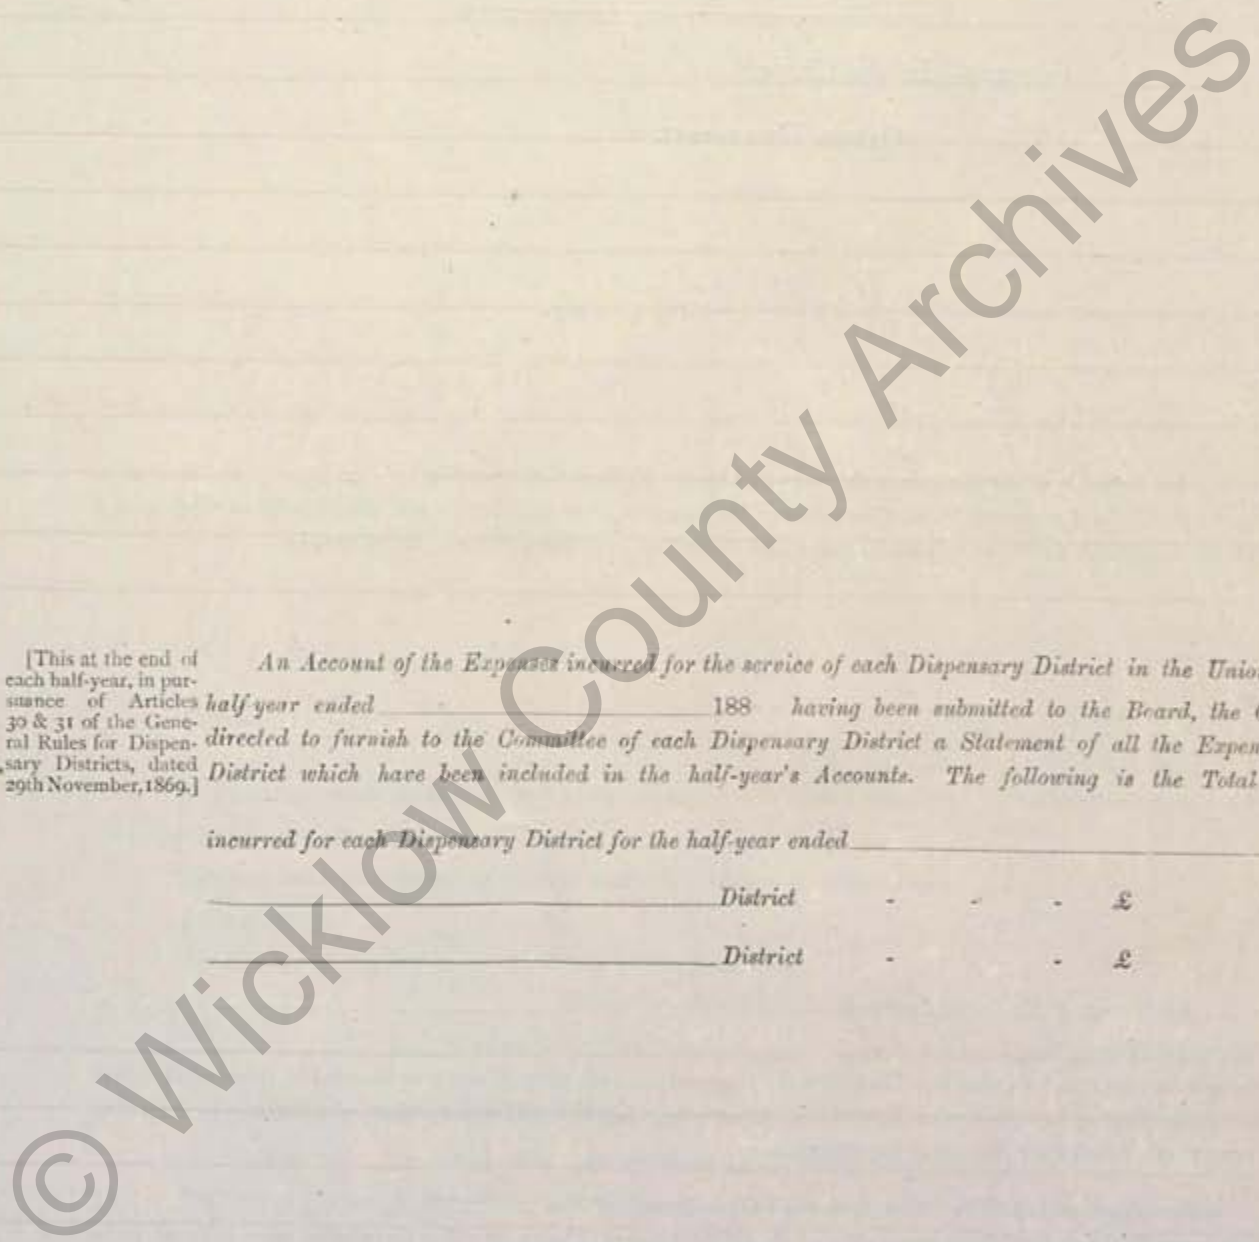 [This at the end of
each half-year, in pur-
suance of Articles
30 & 31 of the Gene-
ral Rules for Dispen-
sary Districts, dated
29th November, 1869.]
An Account of the Expenses incurred for the service of each Dispensary District in the Unio
half-year ended 188 having been submitted to the Board, the
directed to furnish to the Committee of each Dispensary District a Statement of all the Expen
District which have been included in the half-year's Accounts. The following is the Total
incurred for each Dispensary District for the half-year ended
District - - - £
District - - £
© Wicklow County Archives